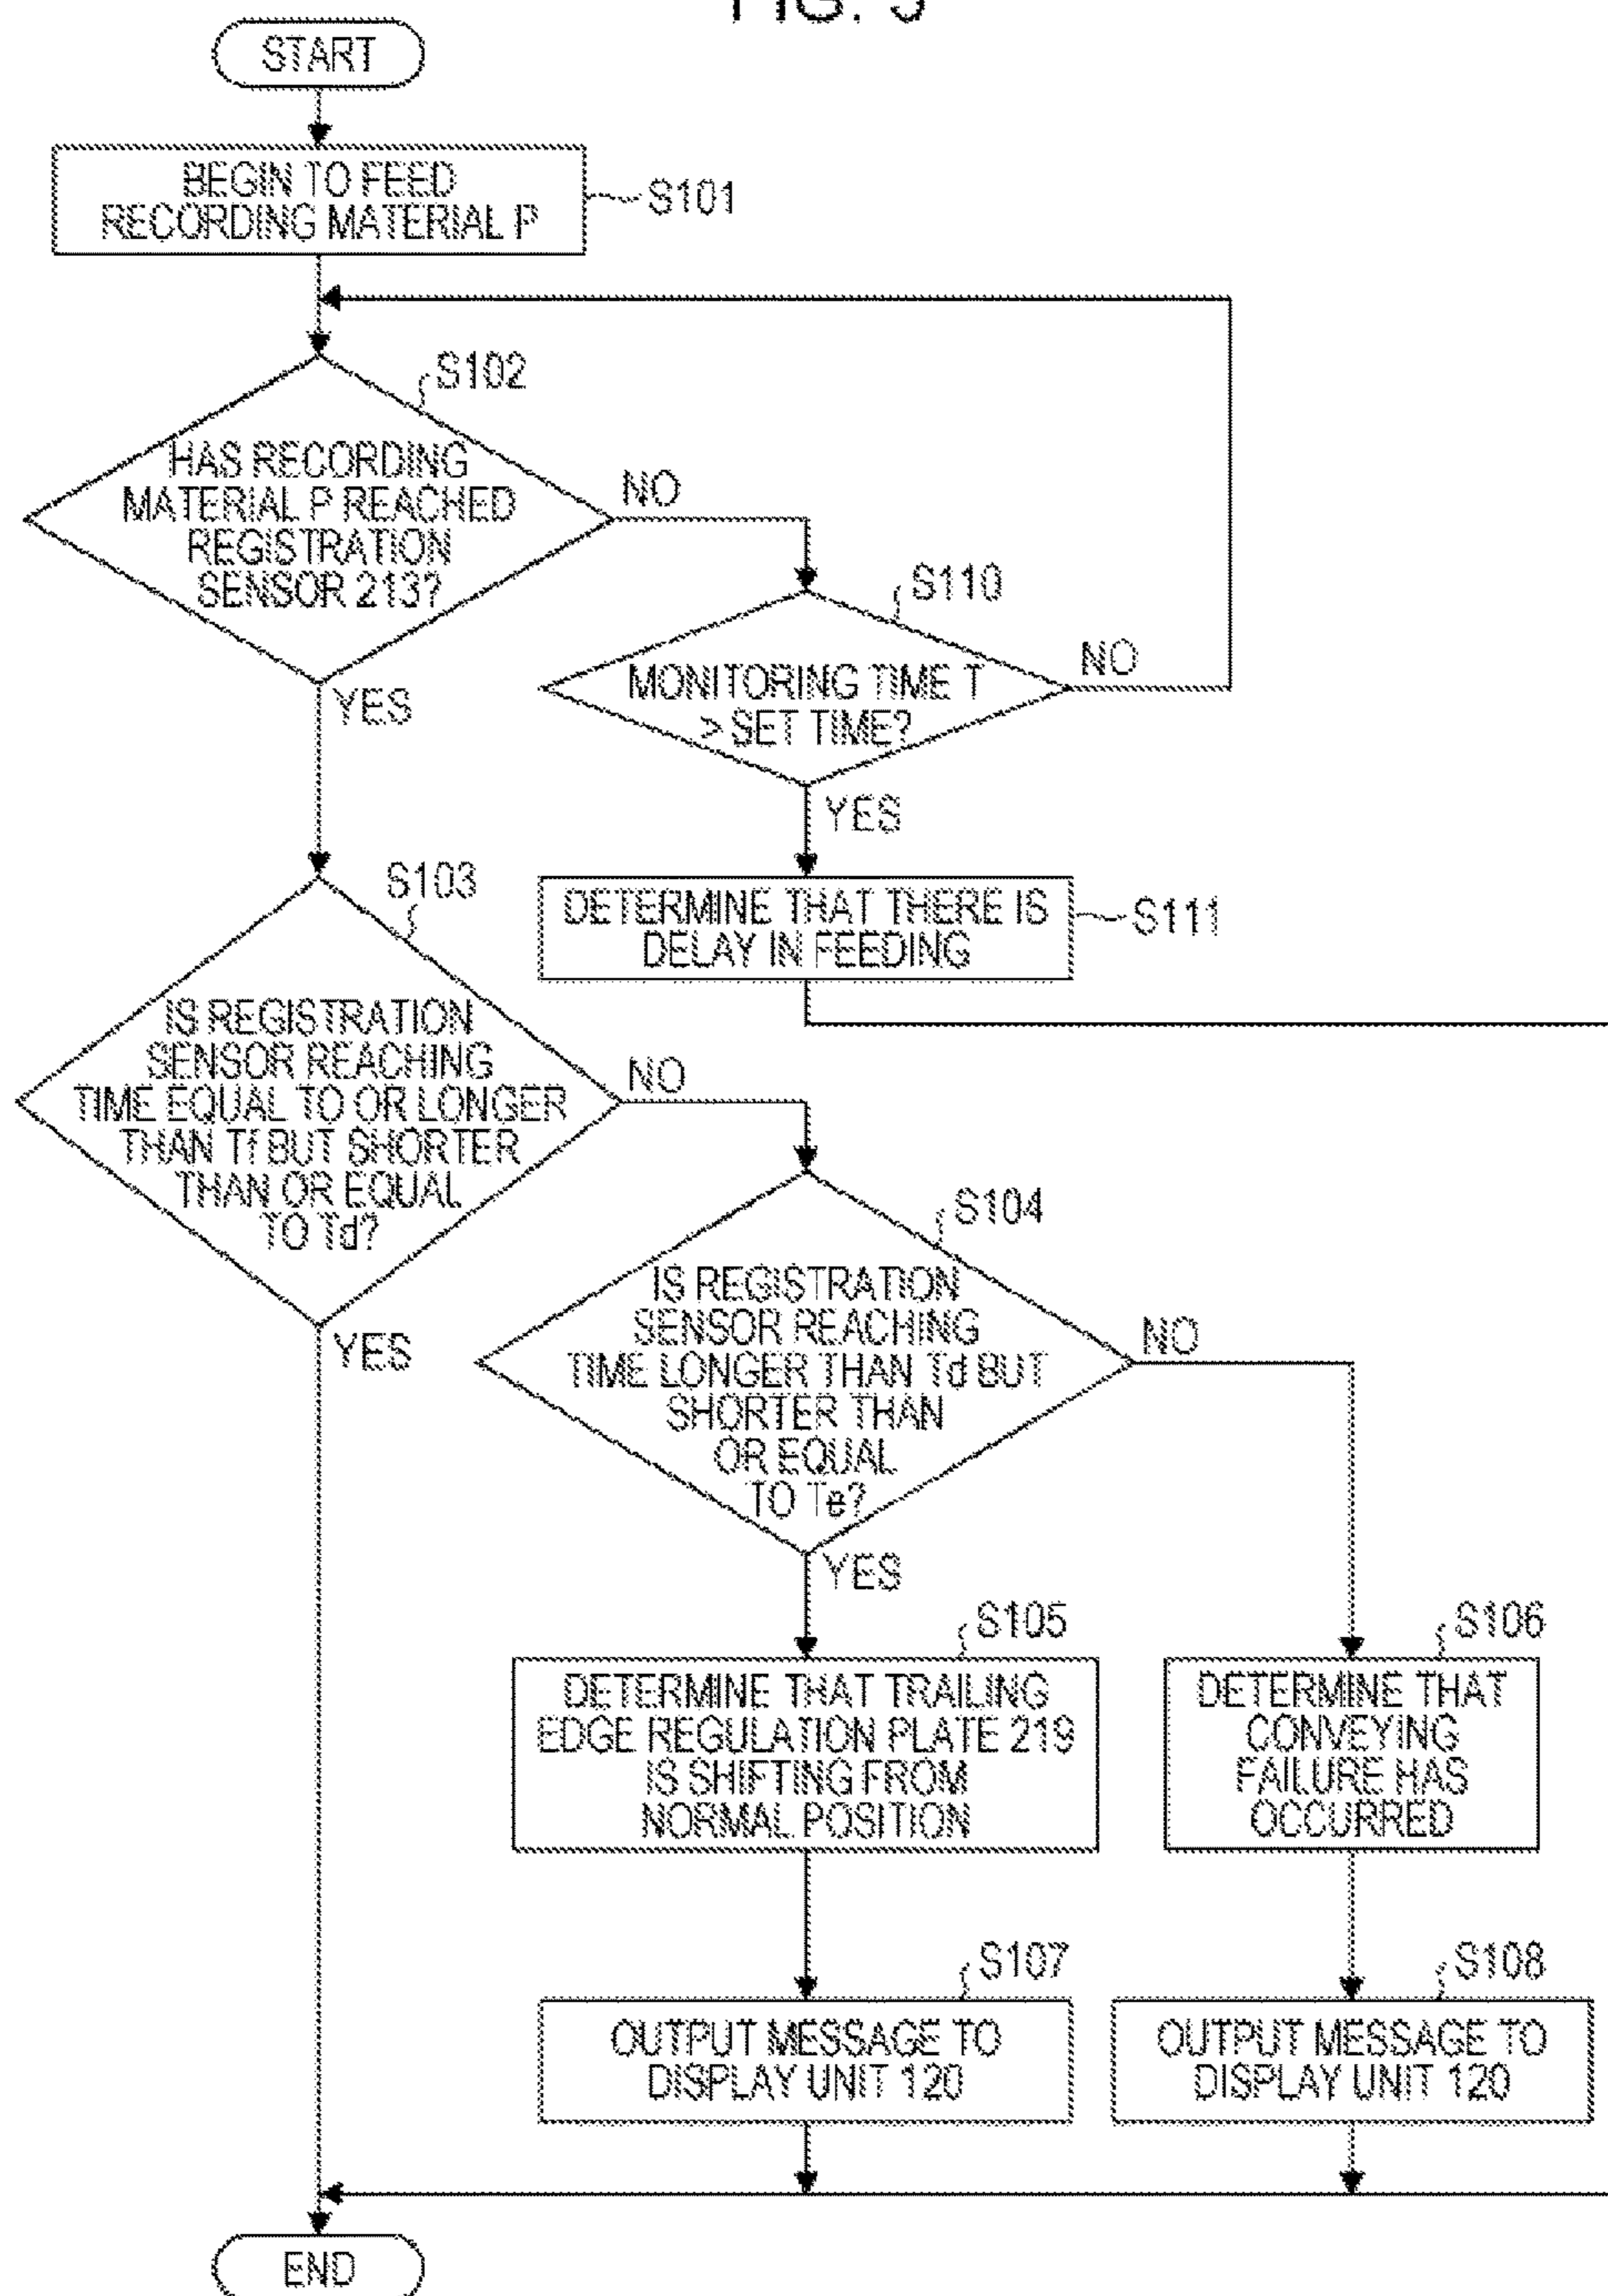 FIG. 5
START
BEGIN TO FEED
RECORDING MATERIAL P
S101
S102
HAS RECORDING
MATERIAL P REACHED
REGISTRATION
SENSOR 213?
NO
YES
S110
MONITORING TIME T
> SET TIME?
NO
YES
DETERMINE THAT THERE IS
DELAY IN FEEDING
S111
S103
IS REGISTRATION
SENSOR REACHING
TIME EQUAL TO OR LONGER
THAN Tf BUT SHORTER
THAN OR EQUAL
TO Td?
NO
YES
S104
IS REGISTRATION
SENSOR REACHING
TIME LONGER THAN Td BUT
SHORTER THAN
OR EQUAL
TO Te?
NO
YES
S105
DETERMINE THAT TRAILING
EDGE REGULATION PLATE 219
IS SHIFTING FROM
NORMAL POSITION
S106
DETERMINE THAT
CONVEYING
FAILURE HAS
OCCURRED
S107
OUTPUT MESSAGE TO
DISPLAY UNIT 120
S108
OUTPUT MESSAGE TO
DISPLAY UNIT 120
END